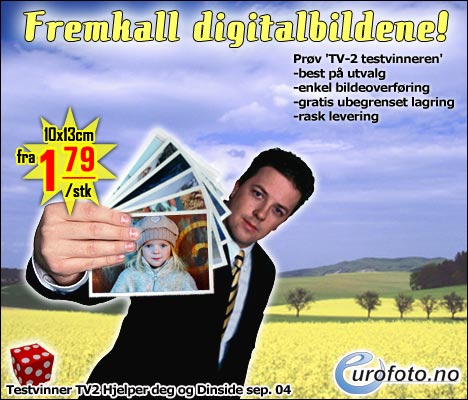 Fremkall digitalbildene!
Prøv 'TV-2 testvinneren'
-best på utvalg
-enkel bildeoverføring
-gratis ubegrenset lagring
-rask levering
10x13cm
fra 1 79
/stk
eurofoto.no
Testvinner TV2 Hjelper deg og Dinside sep. 04